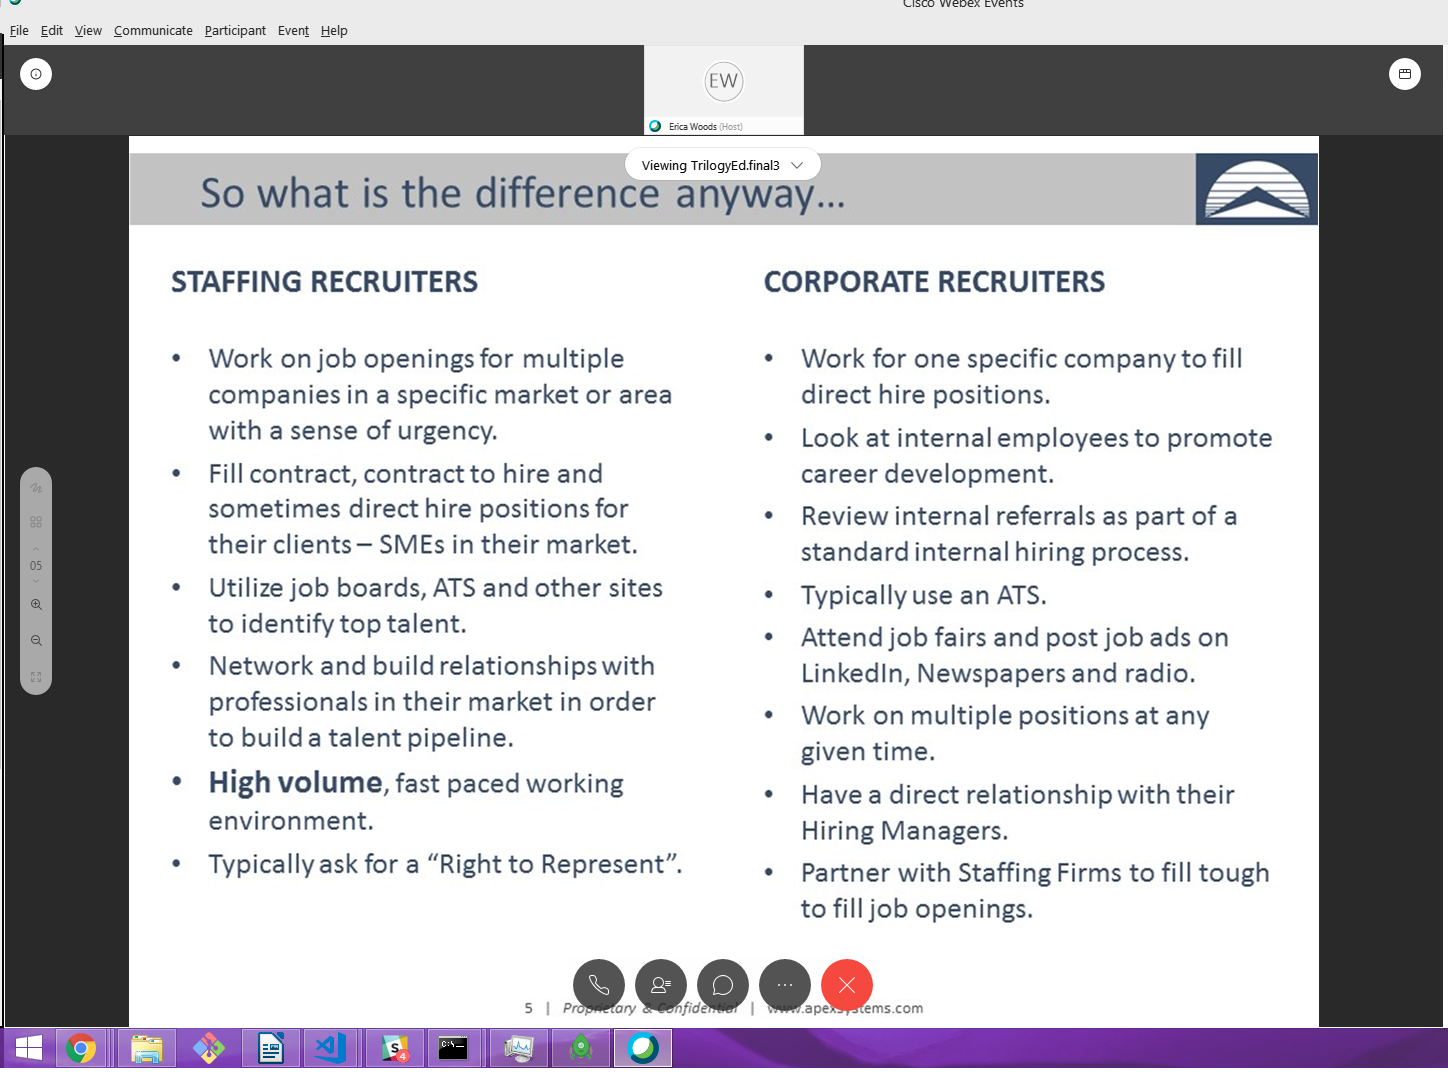 Cisco Webex Events
File Edit View Communicate Participant Event Help
EW
Erica Woods (Host)
Viewing TrilogyEd.final3
So what is the difference anyway...
STAFFING RECRUITERS
• Work on job openings for multiple
companies in a specific market or area
with a sense of urgency.
• Fill contract, contract to hire and
sometimes direct hire positions for
their clients – SMEs in their market.
• Utilize job boards, ATS and other sites
to identify top talent.
• Network and build relationships with
professionals in their market in order
to build a talent pipeline.
• High volume, fast paced working
environment.
• Typically ask for a “Right to Represent”.
CORPORATE RECRUITERS
• Work for one specific company to fill
direct hire positions.
• Look at internal employees to promote
career development.
• Review internal referrals as part of a
standard internal hiring process.
• Typically use an ATS.
• Attend job fairs and post job ads on
LinkedIn, Newspapers and radio.
• Work on multiple positions at any
given time.
• Have a direct relationship with their
Hiring Managers.
• Partner with Staffing Firms to fill tough
to fill job openings.
05
5 | Proprietary & Confidential | www.apexsystems.com
S 4
C:\